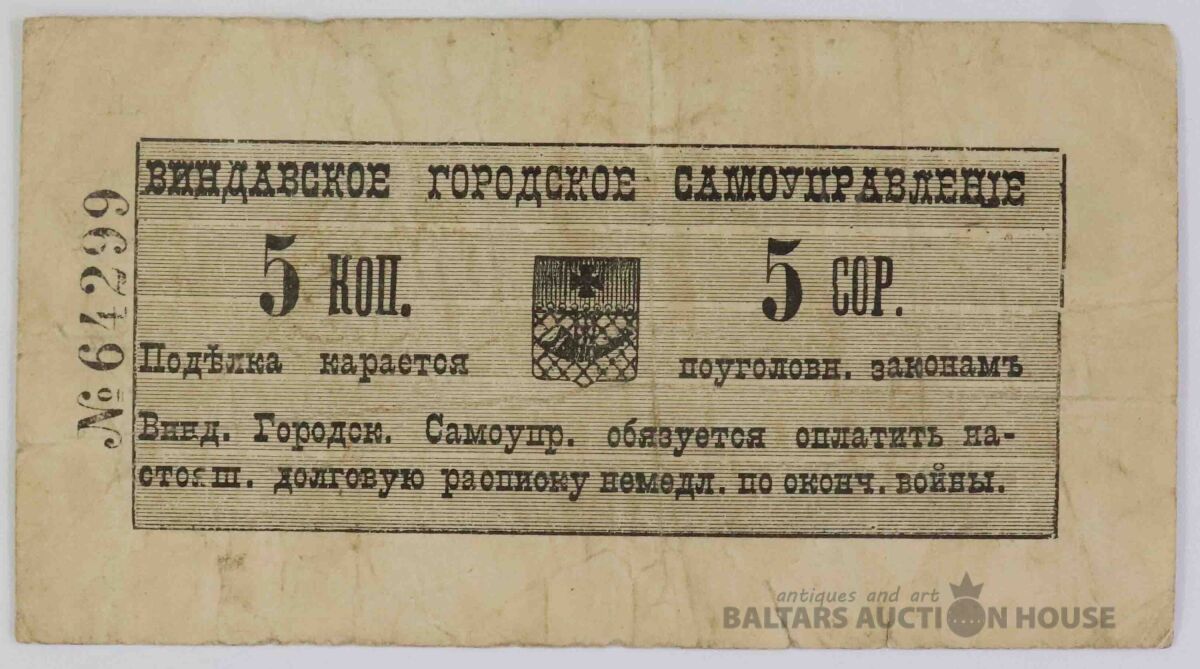 ВИНДАВСКОЕ ГОРОДСКОЕ САМОУПРАВЛЕНІЕ
5 КОП. 5 COP.
Подѣлка карается поуголовн. законамъ
Винд. Городск. Самоупр. обязуется оплатить на-
стоящ. долговую расписку немедл. по оконч. войны.
№ 64299
antiques and art
BALTARS AUCTION HOUSE